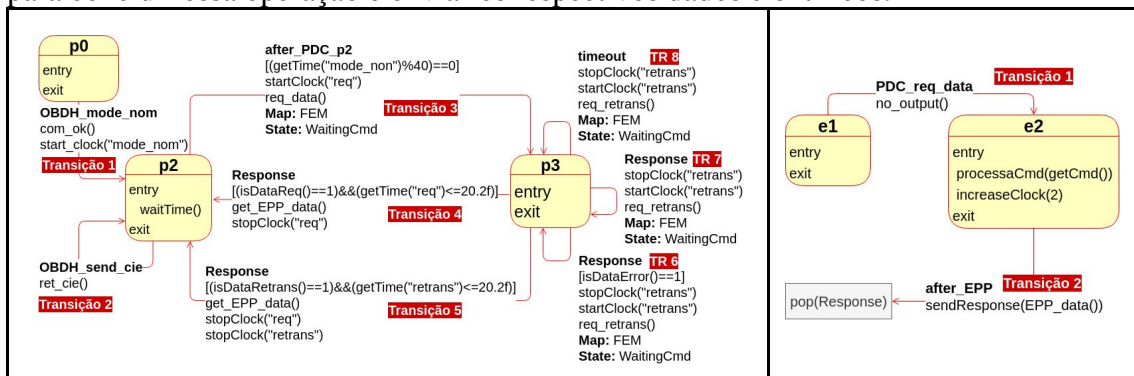 p0
entry
exit
OBDH_mode_nom
com_ok()
start_clock("mode_nom")
Transição 1
p2
entry
waitTime()
exit
OBDH_send_cie
ret_cie()
Transição 2
after_PDC_p2
[(getTime("mode_non")%40)==0]
startClock("req")
req_data()
Map: FEM
State: WaitingCmd
Transição 3
Response
[(isDataReq()==1)&&(getTime("req")<=20.2f)]
get_EPP_data()
stopClock("req")
Transição 4
Response
[(isDataRetrans()==1)&&(getTime("retrans")<=20.2f)]
get_EPP_data()
stopClock("req")
stopClock("retrans")
Transição 5
p3
entry
exit
timeout TR 8
stopClock("retrans")
startClock("retrans")
req_retrans()
Map: FEM
State: WaitingCmd
Response TR 7
stopClock("retrans")
startClock("retrans")
req_retrans()
Map: FEM
State: WaitingCmd
Response TR 6
[isDataError()==1]
stopClock("retrans")
startClock("retrans")
req_retrans()
Map: FEM
State: WaitingCmd
Transição 1
PDC_req_data
no_output()
e1
entry
exit
e2
entry
processaCmd(getCmd())
increaseClock(2)
exit
Transição 2
after_EPP
sendResponse(EPP_data())
pop(Response)